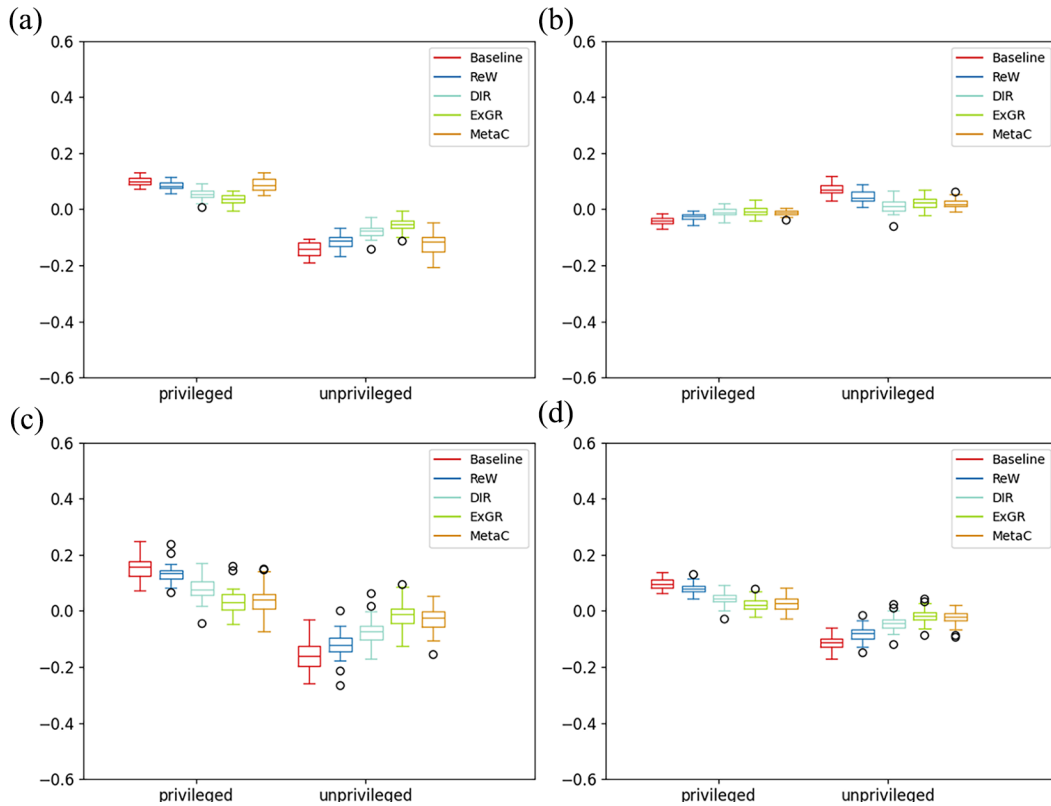 (a)
0.6
0.4
0.2
0.0
−0.2
−0.4
−0.6
privileged unprivileged
Baseline
ReW
DIR
ExGR
MetaC
(b)
0.6
0.4
0.2
0.0
−0.2
−0.4
−0.6
privileged unprivileged
Baseline
ReW
DIR
ExGR
MetaC
(c)
0.6
0.4
0.2
0.0
−0.2
−0.4
−0.6
privileged unprivileged
Baseline
ReW
DIR
ExGR
MetaC
(d)
0.6
0.4
0.2
0.0
−0.2
−0.4
−0.6
privileged unprivileged
Baseline
ReW
DIR
ExGR
MetaC